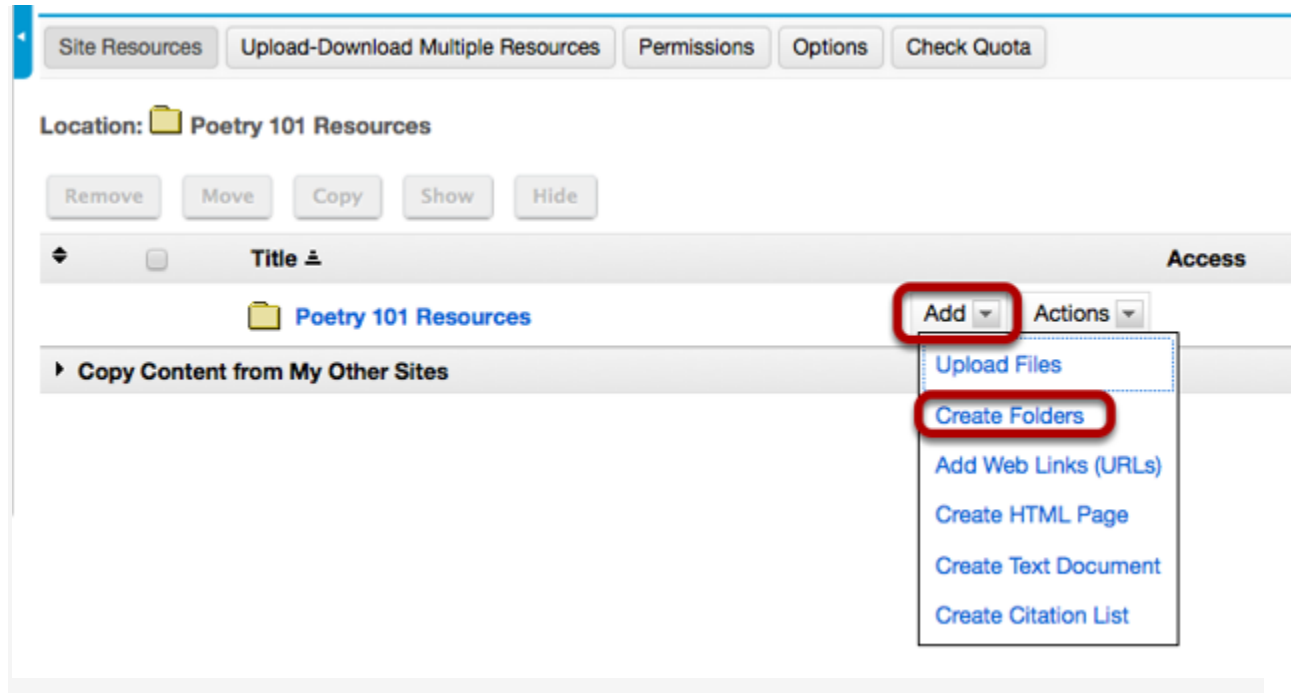 Site Resources Upload-Download Multiple Resources Permissions Options Check Quota
Location: Poetry 101 Resources
Remove Move Copy Show Hide
Title Access
Poetry 101 Resources Add Actions
Upload Files
Copy Content from My Other Sites
Create Folders
Add Web Links (URLs)
Create HTML Page
Create Text Document
Create Citation List